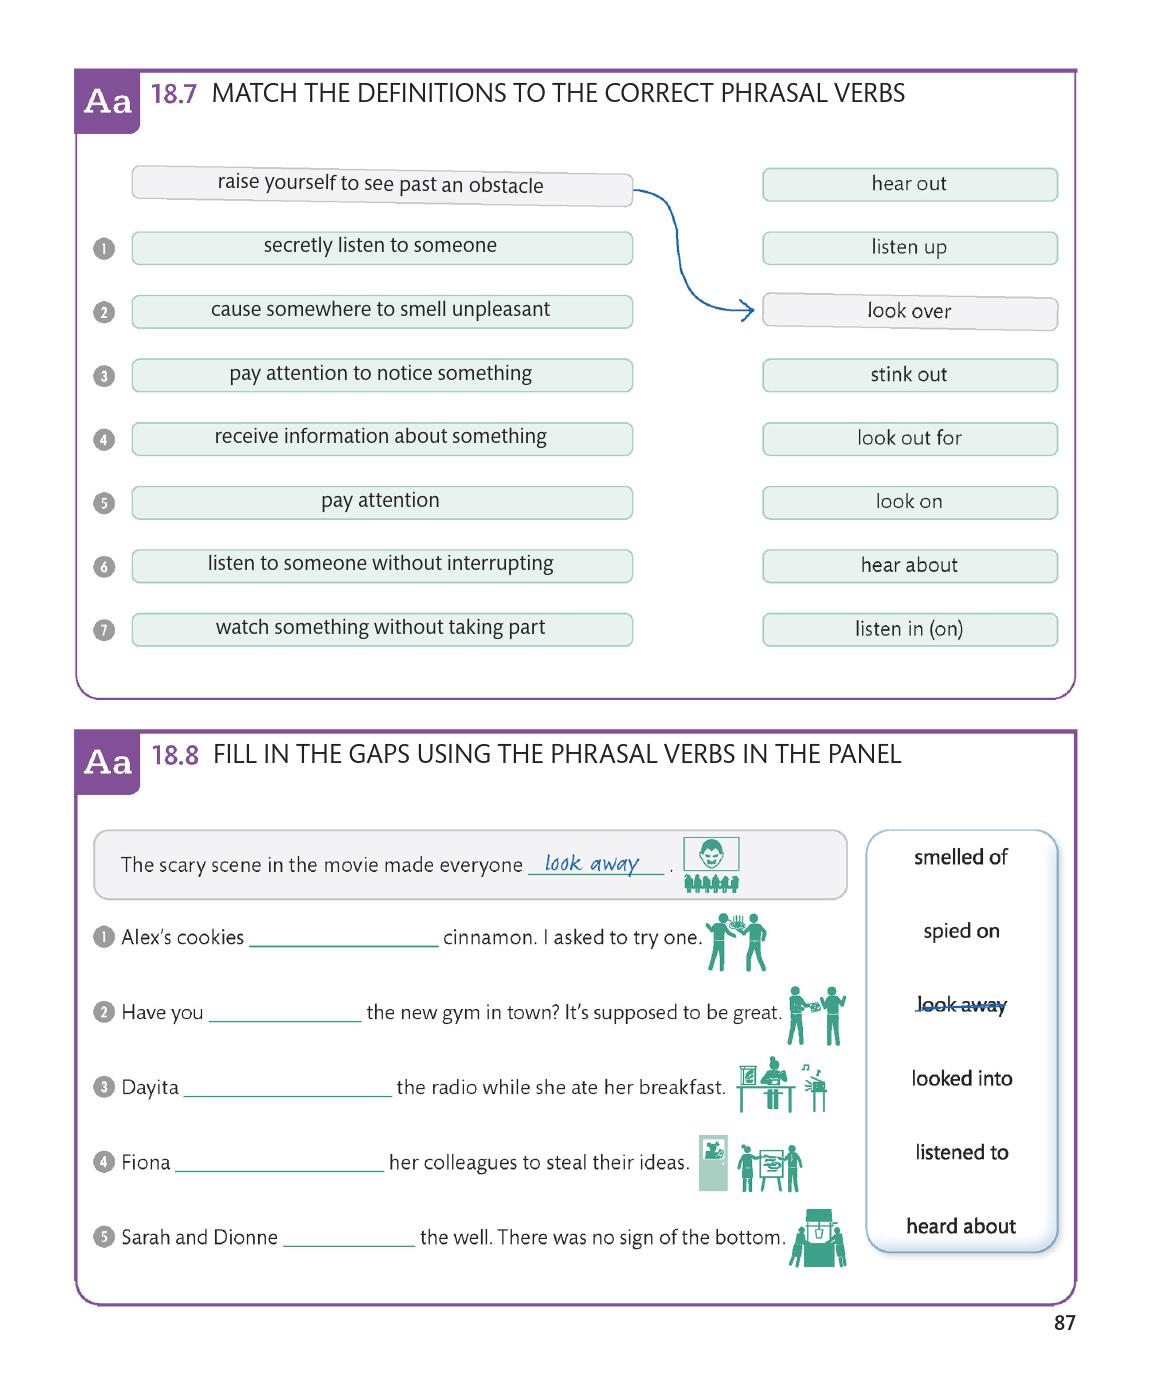 Aa 18.7 MATCH THE DEFINITIONS TO THE CORRECT PHRASAL VERBS
raise yourself to see past an obstacle
hear out
1 secretly listen to someone
listen up
2 cause somewhere to smell unpleasant
look over
3 pay attention to notice something
stink out
4 receive information about something
look out for
5 pay attention
look on
6 listen to someone without interrupting
hear about
7 watch something without taking part
listen in (on)
Aa 18.8 FILL IN THE GAPS USING THE PHRASAL VERBS IN THE PANEL
The scary scene in the movie made everyone look away .
1 Alex's cookies ____ cinnamon. I asked to try one.
2 Have you ____ the new gym in town? It's supposed to be great.
3 Dayita ____ the radio while she ate her breakfast.
4 Fiona ____ her colleagues to steal their ideas.
5 Sarah and Dionne ____ the well. There was no sign of the bottom.
smelled of
spied on
look away
looked into
listened to
heard about
87